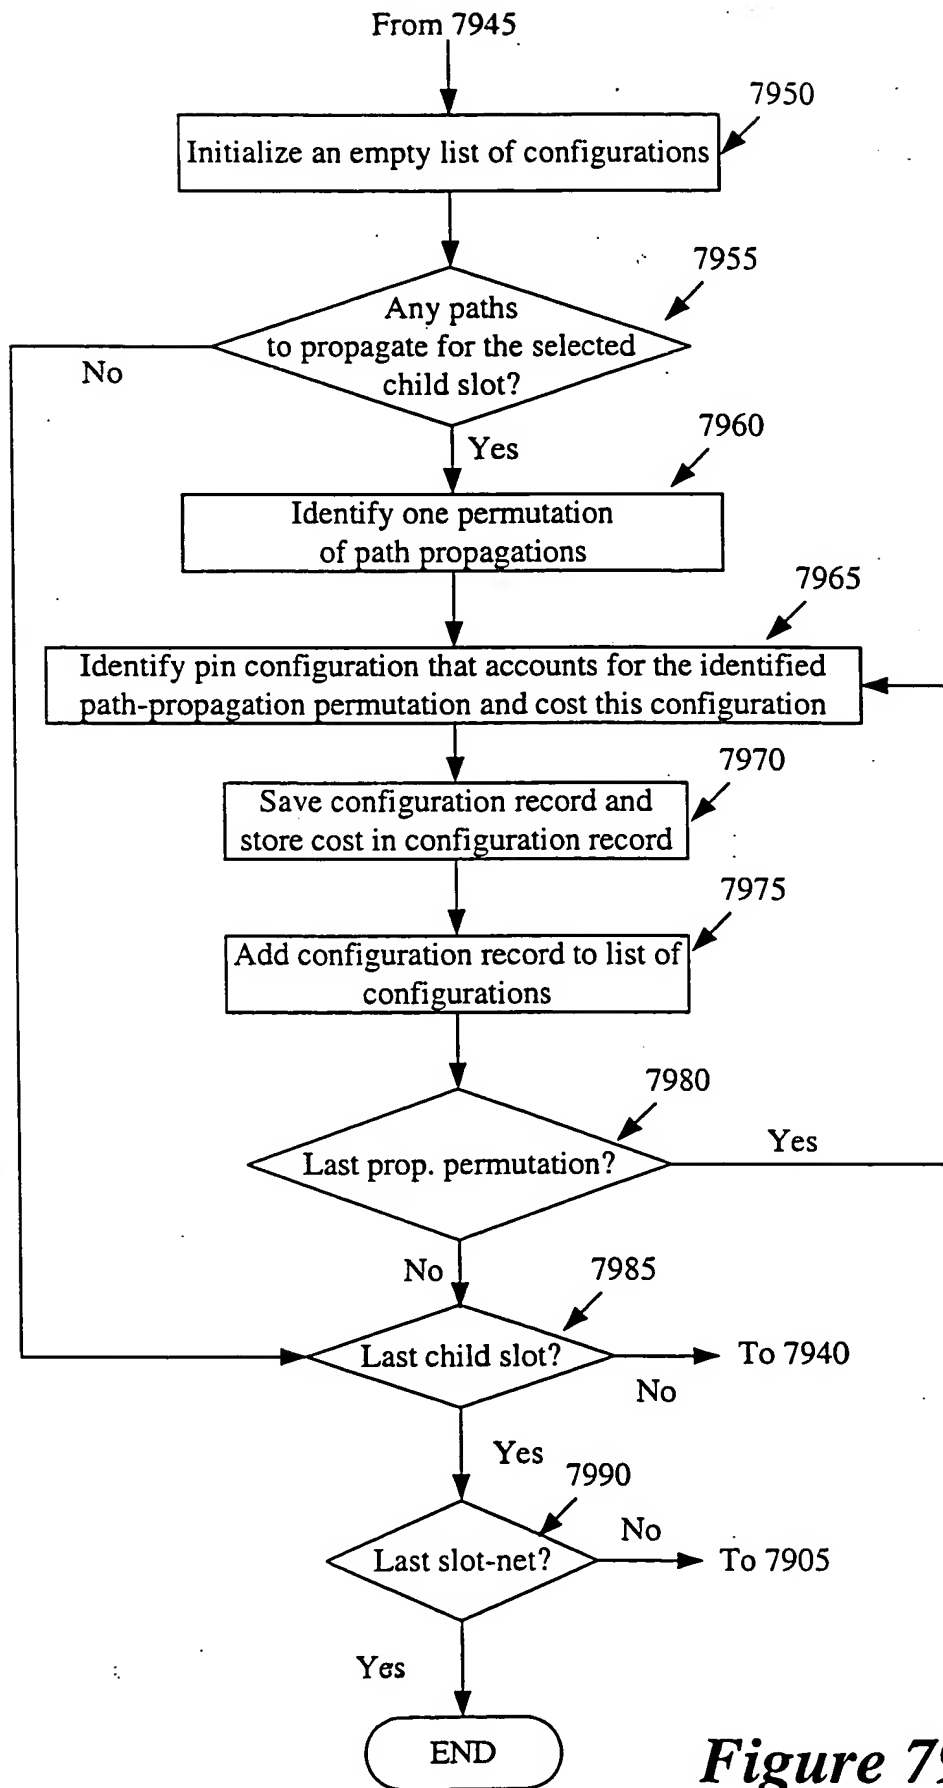 From 7945
7950
Initialize an empty list of configurations
7955
Any paths
to propagate for the selected
child slot?
No
7960
Yes
Identify one permutation
of path propagations
7965
Identify pin configuration that accounts for the identified
path-propagation permutation and cost this configuration
7970
Save configuration record and
store cost in configuration record
7975
Add configuration record to list of
configurations
7980
Yes
Last prop. permutation?
No
7985
Last child slot?
To 7940
No
Yes
7990
No
Last slot-net?
To 7905
Yes
END
Figure 79